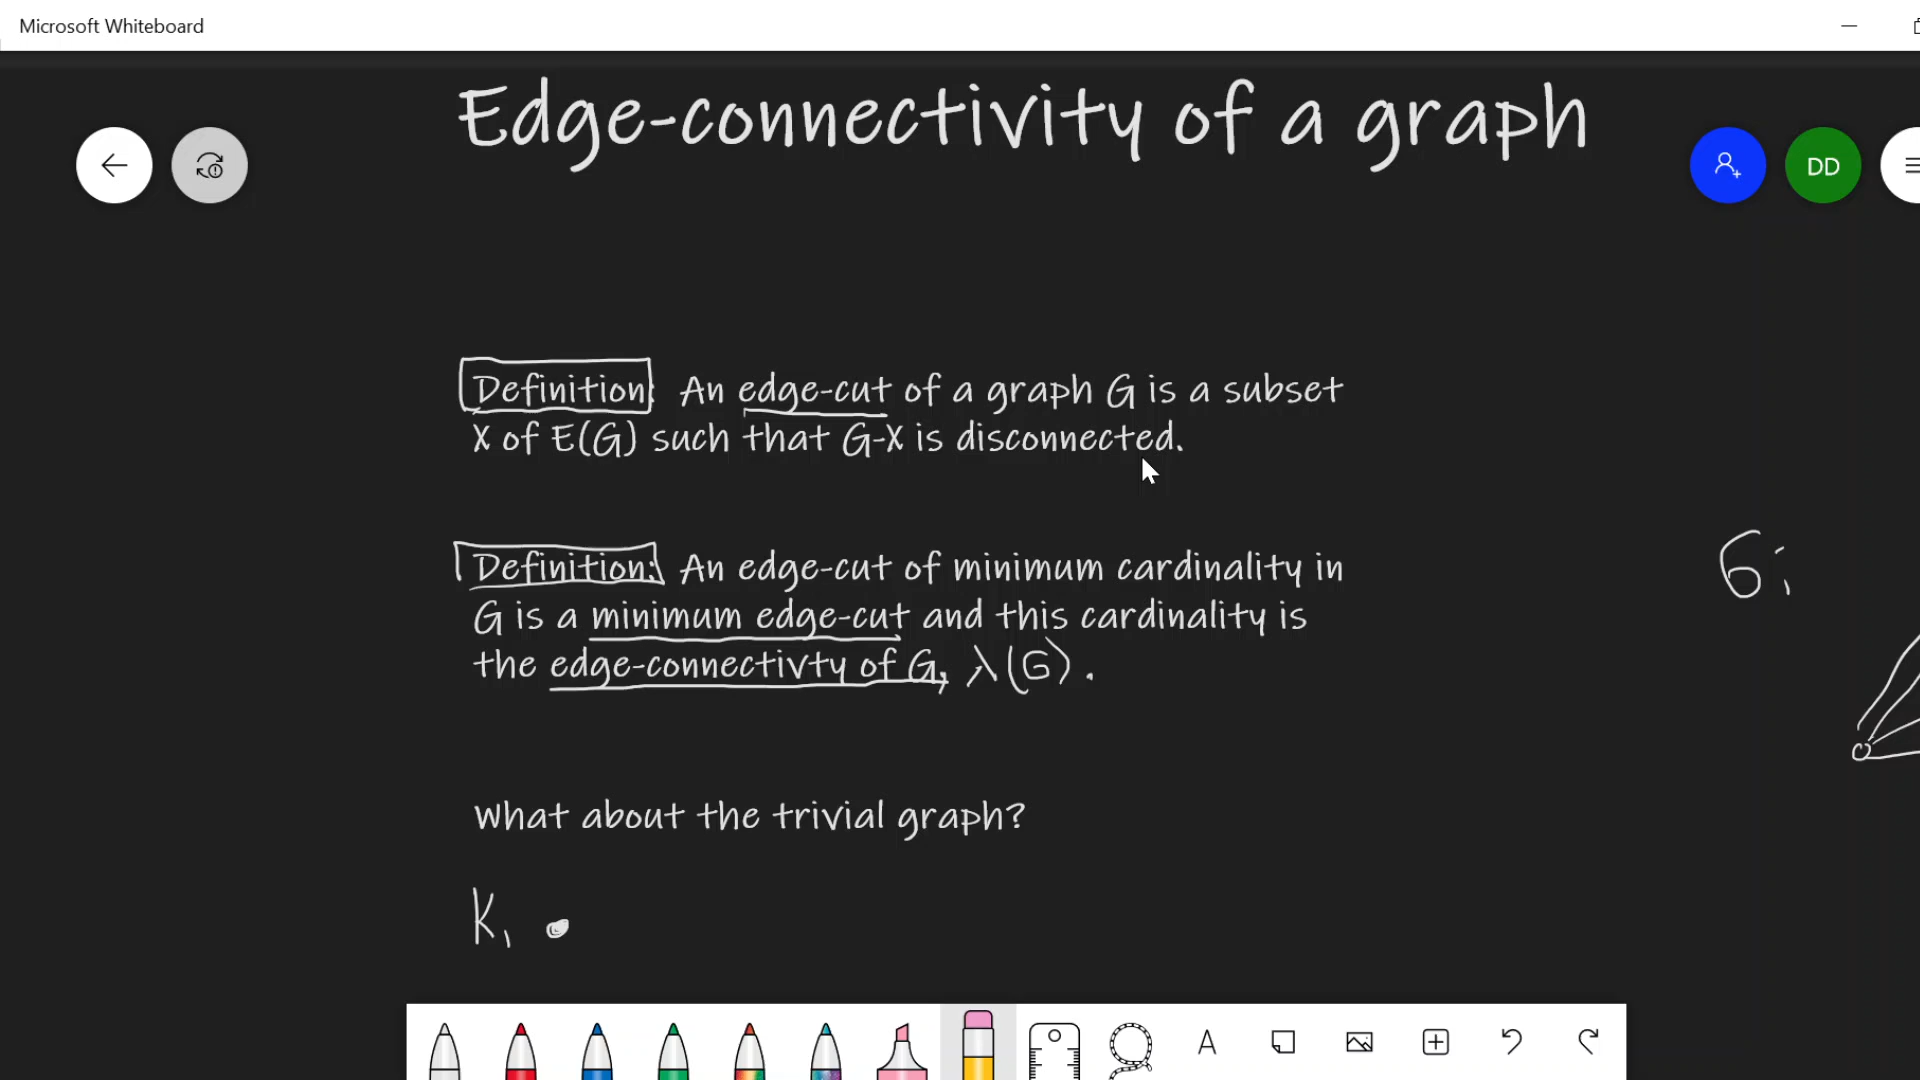 Microsoft Whiteboard
Edge-connectivity of a graph
DD
Definition: An edge-cut of a graph G is a subset
X of E(G) such that G-X is disconnected.
Definition: An edge-cut of minimum cardinality in
G is a minimum edge-cut and this cardinality is
the edge-connectivty of G, λ(G).
G:
What about the trivial graph?
K₁
A